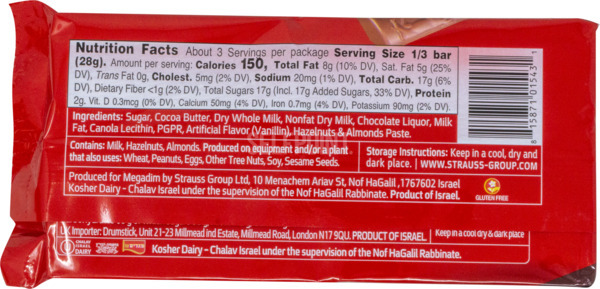 Nutrition Facts About 3 Servings per package Serving Size 1/3 bar
(28g). Amount per serving: Calories 150, Total Fat 8g (10% DV), Sat. Fat 5g (25%
DV), Trans Fat 0g, Cholest. 5mg (2% DV), Sodium 20mg (1% DV), Total Carb. 17g (6%
DV), Dietary Fiber <1g (2% DV), Total Sugars 17g (Incl. 17g Added Sugars, 33% DV), Protein
2g. Vit D 0.3mcg (0% DV), Calcium 50mg (4% DV), Iron 0.7mg (4% DV), Potassium 90mg (2% DV).
8 15871 01543 1
Ingredients: Sugar, Cocoa Butter, Dry Whole Milk, Nonfat Dry Milk, Chocolate Liquor, Milk
Fat, Canola Lecithin, PGPR, Artificial Flavor (Vanillin), Hazelnuts & Almonds Paste.
Contains: Milk, Hazelnuts, Almonds. Produced on equipment and/or a plant
that also uses: Wheat, Peanuts, Eggs, Other Tree Nuts, Soy, Sesame Seeds.
Storage Instructions: Keep in a cool, dry and
dark place. | WWW.STRAUSS-GROUP.COM
Produced for Megadim by Strauss Group Ltd, 10 Menachem Ariav St, Nof HaGalil ,1767602 Israel
Kosher Dairy - Chalav Israel under the supervision of the Nof HaGalil Rabbinate. Product of Israel.
GLUTEN FREE
UK Importer: Drumstick, Unit 21-23 Millmead Ind Estate, Millmead Road, London N17 9QU. PRODUCT OF ISRAEL
Keep in a cool dry & dark place
CHALAV
ISRAEL
DAIRY
Kosher Dairy - Chalav Israel under the supervision of the Nof HaGalil Rabbinate.